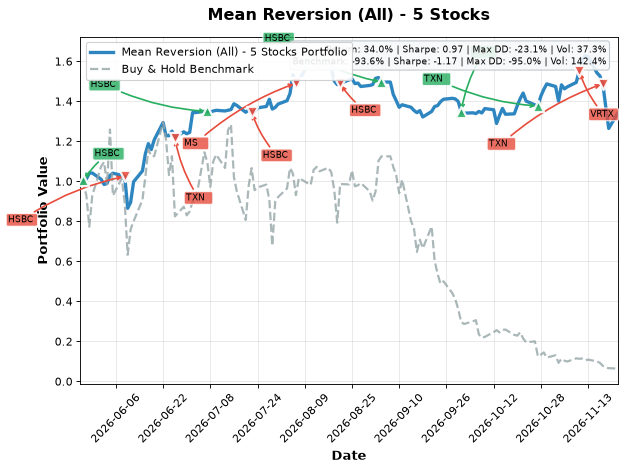 Mean Reversion (All) - 5 Stocks
HSBC
Mean Reversion (All) - 5 Stocks Portfolio
Buy & Hold Benchmark
34.0% | Sharpe: 0.97 | Max DD: -23.1% | Vol: 37.3%
-93.6% | Sharpe: -1.17 | Max DD: -95.0% | Vol: 142.4%
HSBC
TXN
HSBC
VRTX
MS
TXN
HSBC
HSBC
TXN
HSBC
Portfolio Value
1.6
1.4
1.2
1.0
0.8
0.6
0.4
0.2
0.0
2026-06-06
2026-06-22
2026-07-08
2026-07-24
2026-08-09
2026-08-25
2026-09-10
2026-09-26
2026-10-12
2026-10-28
2026-11-13
Date